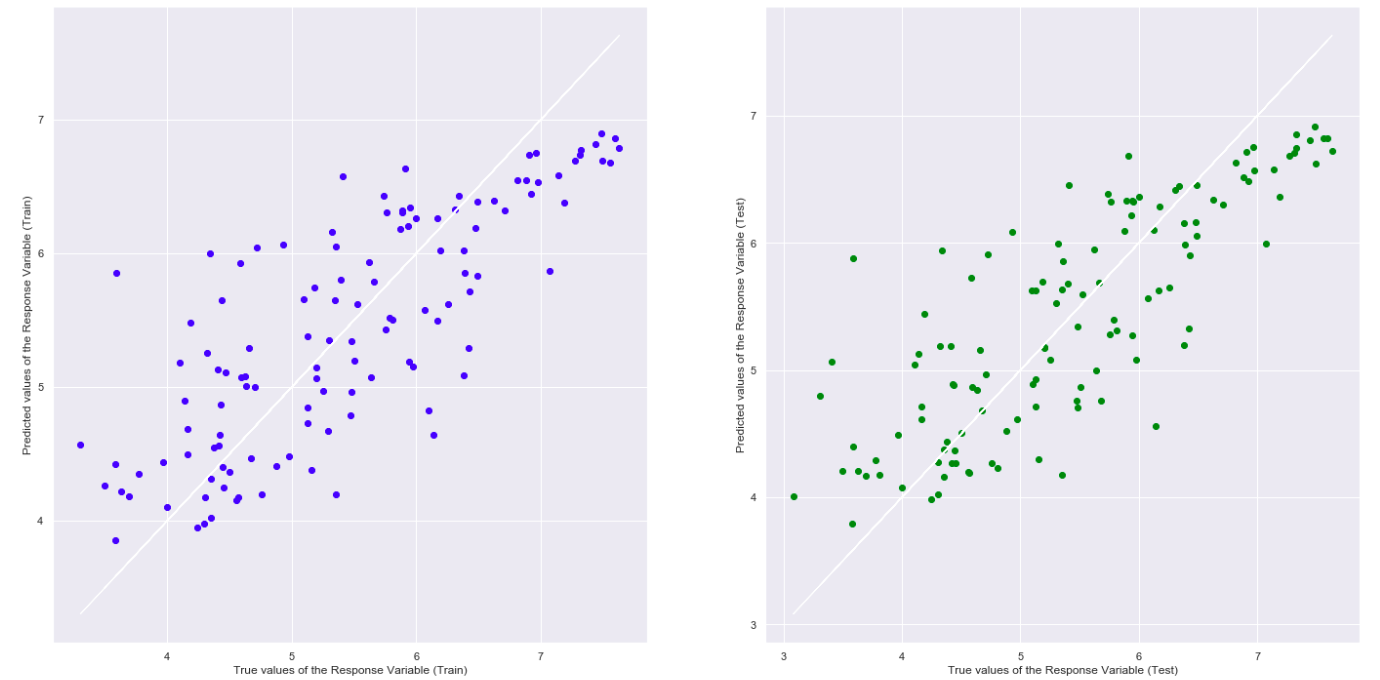 Predicted values of the Response Variable (Train)
7
6
5
4
4 5 6 7
True values of the Response Variable (Train)
Predicted values of the Response Variable (Test)
7
6
5
4
3
3 4 5 6 7
True values of the Response Variable (Test)